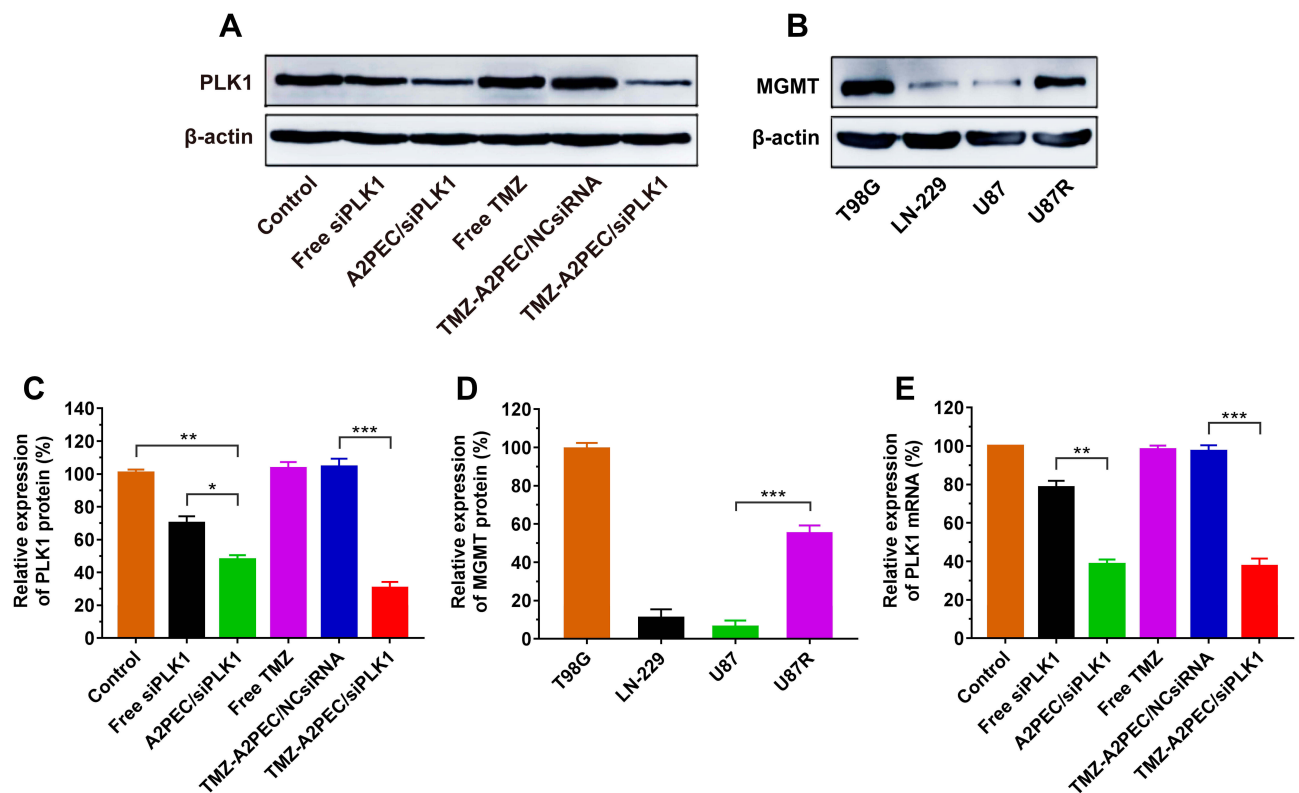 A
PLK1
β-actin
Control
Free siPLK1
A2PEC/siPLK1
Free TMZ
TMZ-A2PEC/NCsiRNA
TMZ-A2PEC/siPLK1
B
MGMT
β-actin
T98G
LN-229
U87
U87R
C
Relative expression
of PLK1 protein (%)
140
120
100
80
60
40
20
0
**
*
***
Control
Free siPLK1
A2PEC/siPLK1
Free TMZ
TMZ-A2PEC/NCsiRNA
TMZ-A2PEC/siPLK1
D
Relative expression
of MGMT protein (%)
120
100
80
60
40
20
0
***
T98G
LN-229
U87
U87R
E
Relative expression
of PLK1 mRNA (%)
120
100
80
60
40
20
0
**
***
Control
Free siPLK1
A2PEC/siPLK1
Free TMZ
TMZ-A2PEC/NCsiRNA
TMZ-A2PEC/siPLK1